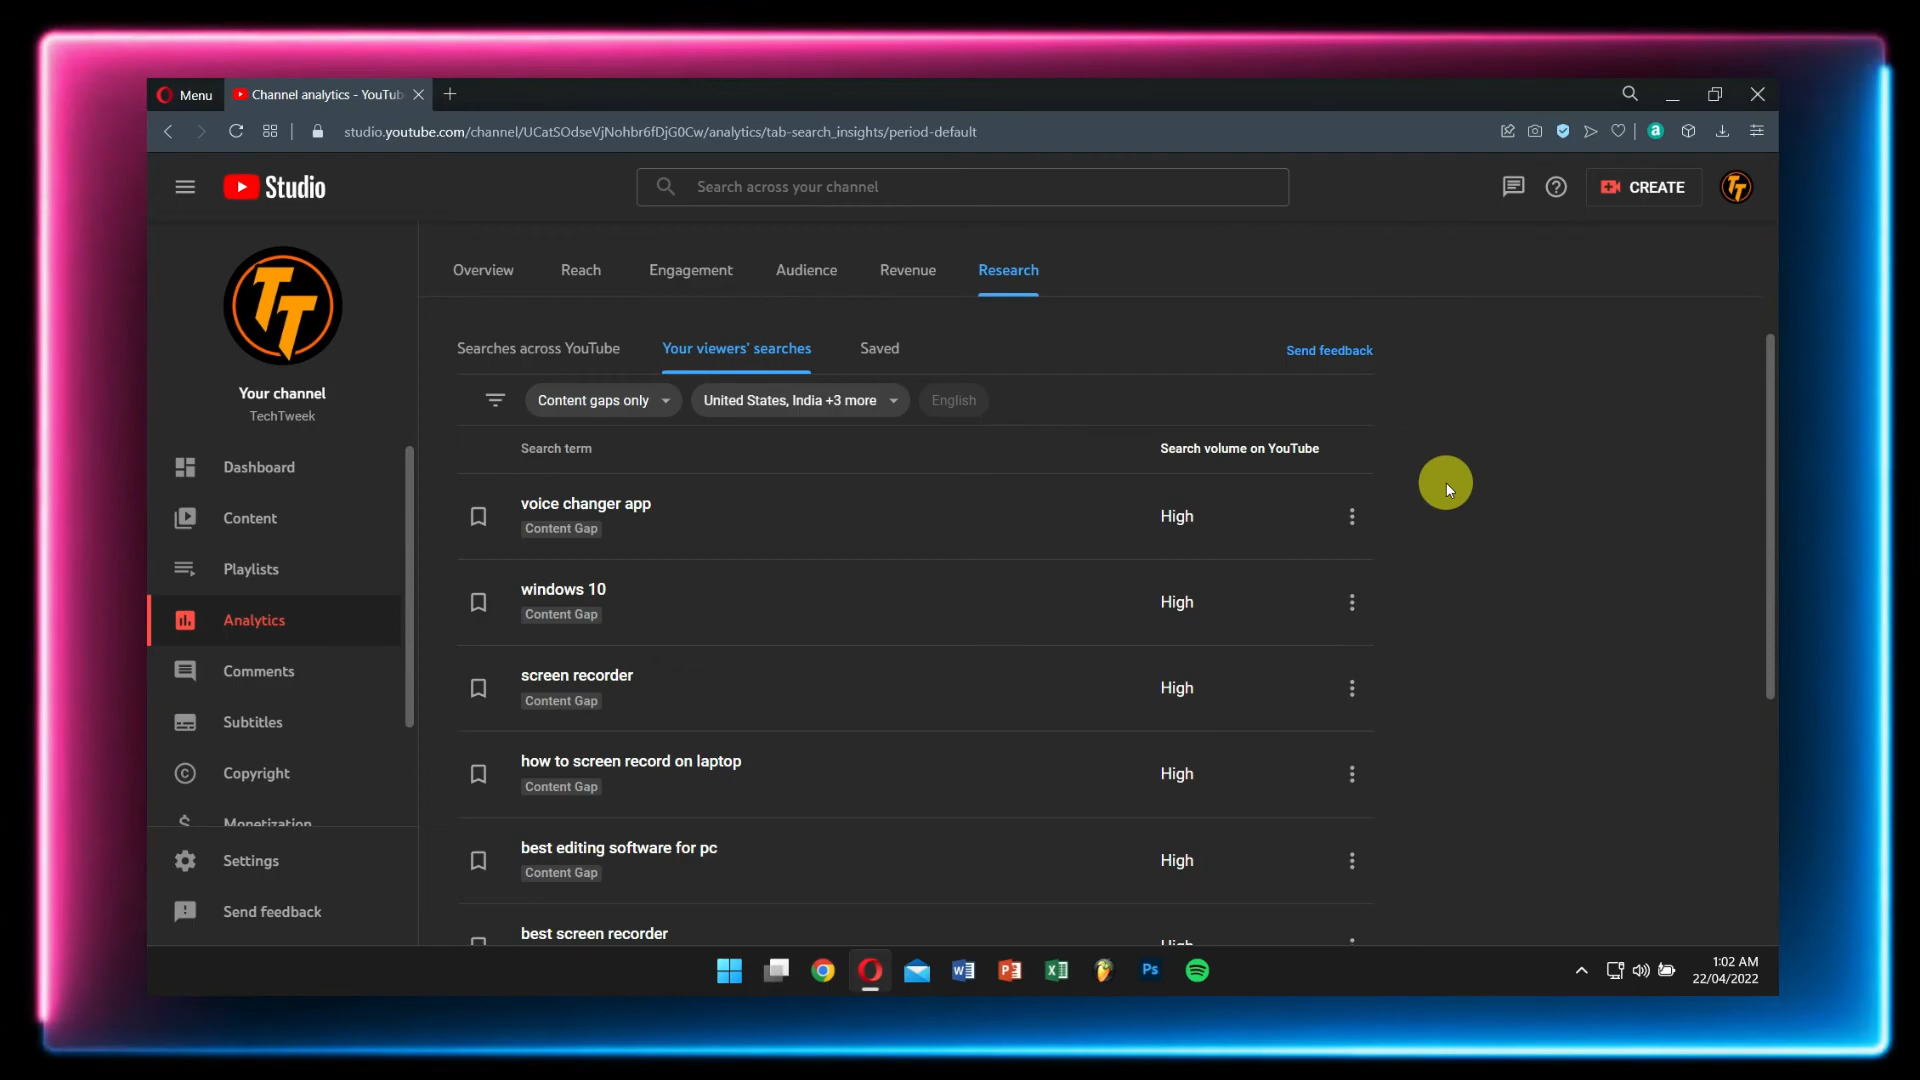 Menu
Channel analytics - YouTub
studio.youtube.com/channel/UCatSOdseVjNohbr6fDjG0Cw/analytics/tab-search_insights/period-default
a
Studio
Search across your channel
CREATE
TT
TT
Your channel
TechTweek
Dashboard
Content
Playlists
Analytics
Comments
Subtitles
Copyright
Monetization
Settings
Send feedback
Overview Reach Engagement Audience Revenue Research
Searches across YouTube Your viewers' searches Saved Send feedback
Content gaps only United States, India +3 more English
Search term Search volume on YouTube
voice changer app
Content Gap
High
windows 10
Content Gap
High
screen recorder
Content Gap
High
how to screen record on laptop
Content Gap
High
best editing software for pc
Content Gap
High
best screen recorder
High
Ps
1:02 AM
22/04/2022